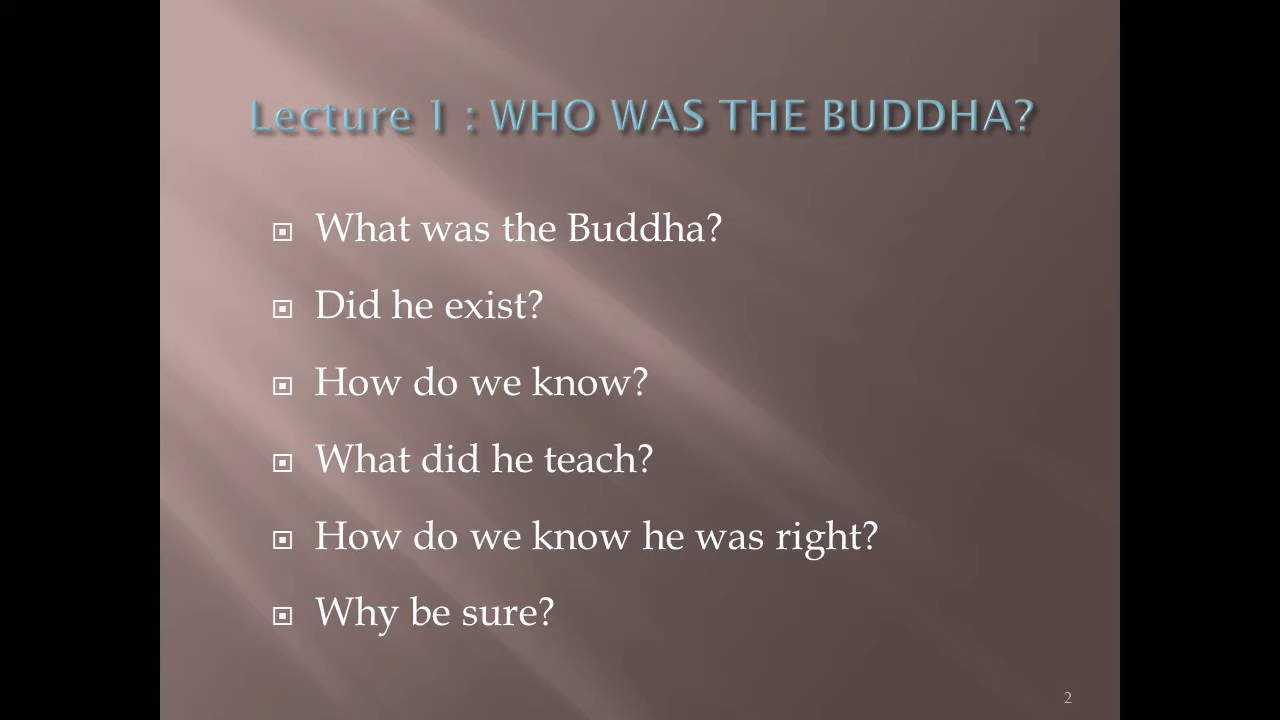 Lecture 1 : WHO WAS THE BUDDHA?
What was the Buddha?
Did he exist?
How do we know?
What did he teach?
How do we know he was right?
Why be sure?
2